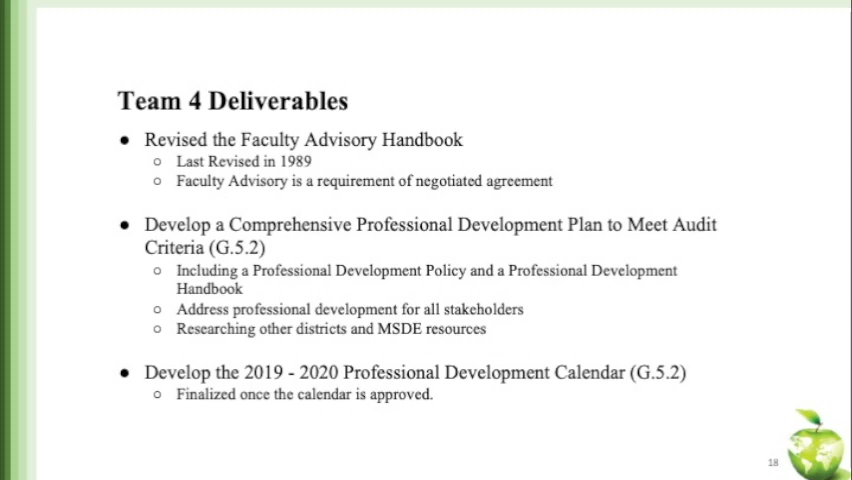 Team 4 Deliverables
● Revised the Faculty Advisory Handbook
○ Last Revised in 1989
○ Faculty Advisory is a requirement of negotiated agreement
● Develop a Comprehensive Professional Development Plan to Meet Audit
Criteria (G.5.2)
○ Including a Professional Development Policy and a Professional Development
Handbook
○ Address professional development for all stakeholders
○ Researching other districts and MSDE resources
● Develop the 2019 - 2020 Professional Development Calendar (G.5.2)
○ Finalized once the calendar is approved.
18